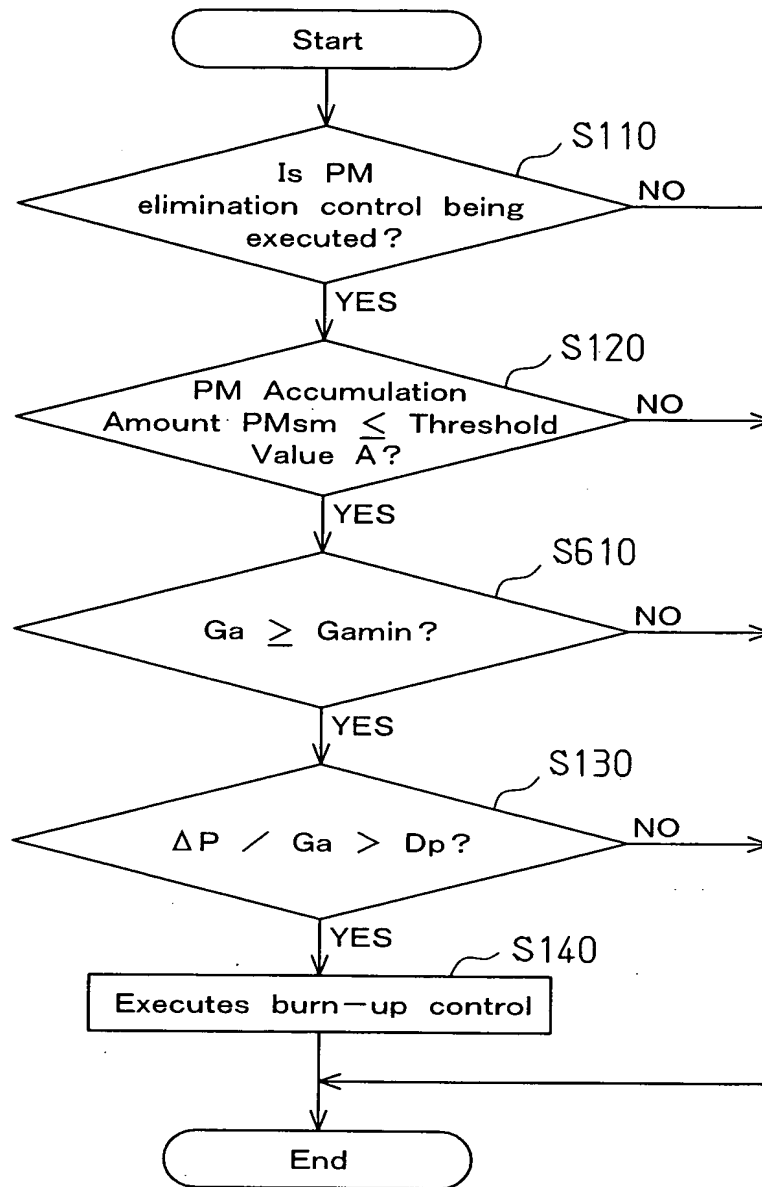 Start
S110
Is PM
elimination control being
executed?
NO
YES
S120
PM Accumulation
Amount PMsm ≤ Threshold
Value A?
NO
YES
S610
Ga ≥ Gamin?
NO
YES
S130
ΔP / Ga > Dp?
NO
YES
S140
Executes burn-up control
End